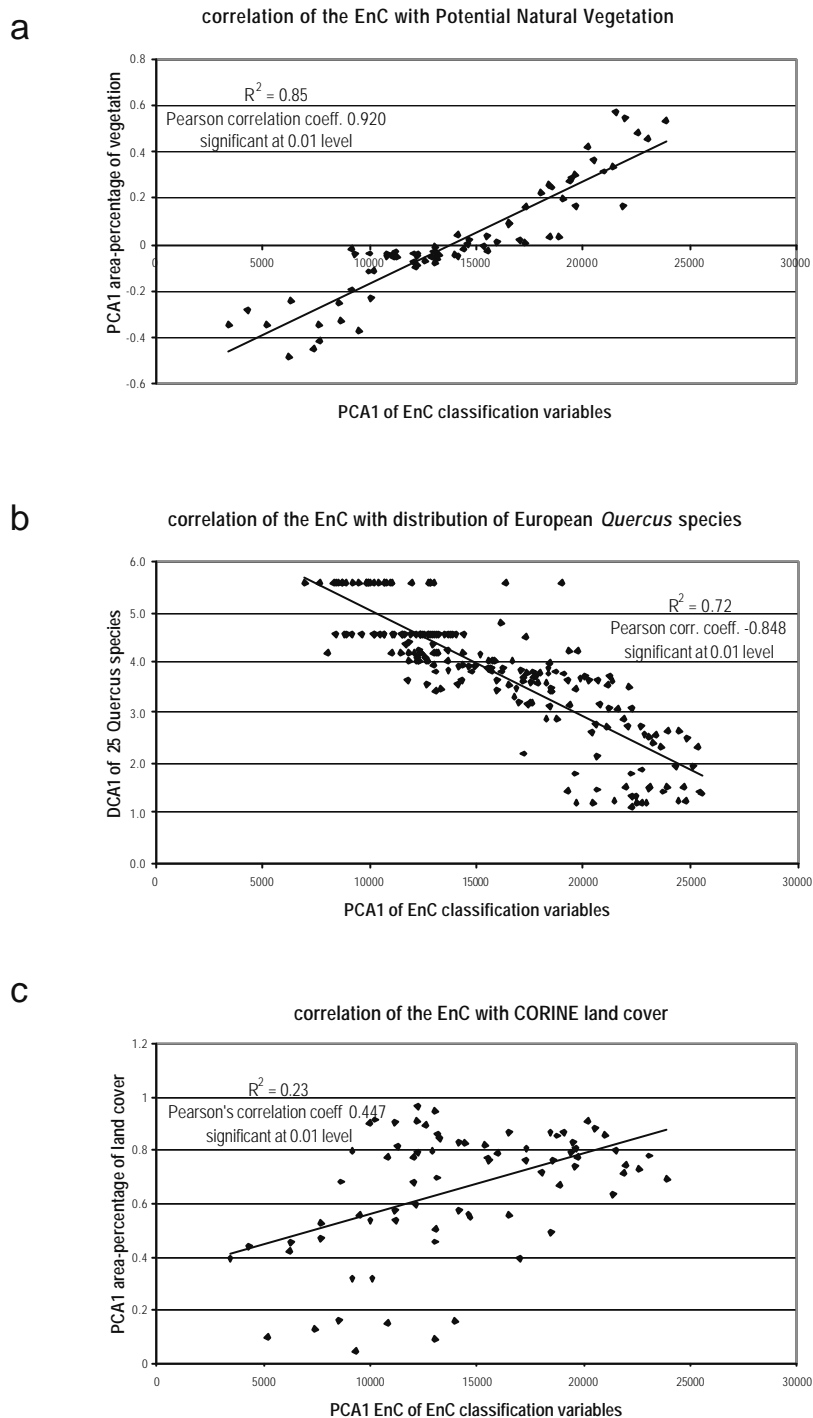 a
correlation of the EnC with Potential Natural Vegetation
0.8
R2 = 0.85
0.6
Pearson correlation coeff. 0.920
significant at 0.01 level
0.4
0.2
0
5000 10000 15000 20000 25000 30000
-0.2
-0.4
-0.6
PCA1 area-percentage of vegetation
PCA1 of EnC classification variables
b
correlation of the EnC with distribution of European Quercus species
6.0
R2 = 0.72
5.0
Pearson corr. coeff. -0.848
significant at 0.01 level
4.0
3.0
2.0
1.0
0.0
DCA1 of 25 Quercus species
0 5000 10000 15000 20000 25000 30000
PCA1 of EnC classification variables
c
correlation of the EnC with CORINE land cover
1.2
R2 = 0.23
1
Pearson's correlation coeff 0.447
significant at 0.01 level
0.8
0.6
0.4
0.2
0
PCA1 area-percentage of land cover
0 5000 10000 15000 20000 25000 30000
PCA1 EnC of EnC classification variables